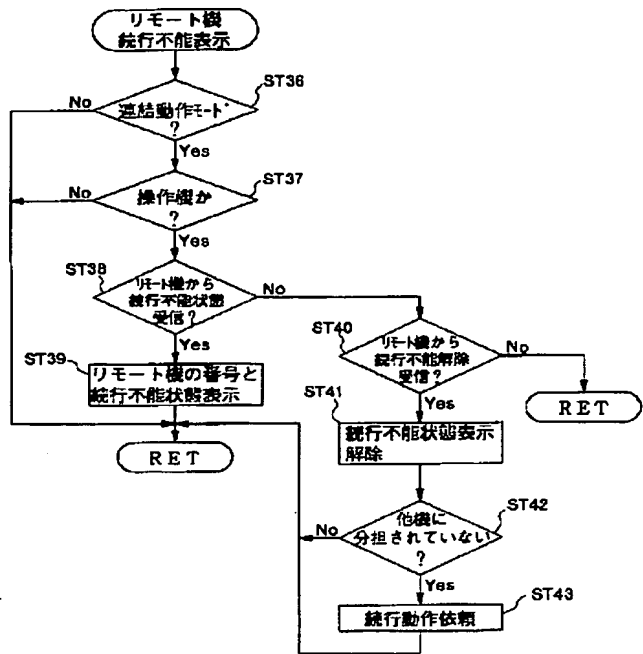 リモート機
続行不能表示
ST36
No
連結動作モード
?
Yes
ST37
No
操作機か
?
Yes
ST38
リモート機から
続行不能状態
受信?
No
Yes
ST39
リモート機の番号と
続行不能状態表示
RET
ST40
リモート機から
続行不能解除
受信?
No
RET
Yes
ST41
続行不能状態表示
解除
ST42
他機に
分担されていない
?
No
Yes
ST43
続行動作依頼